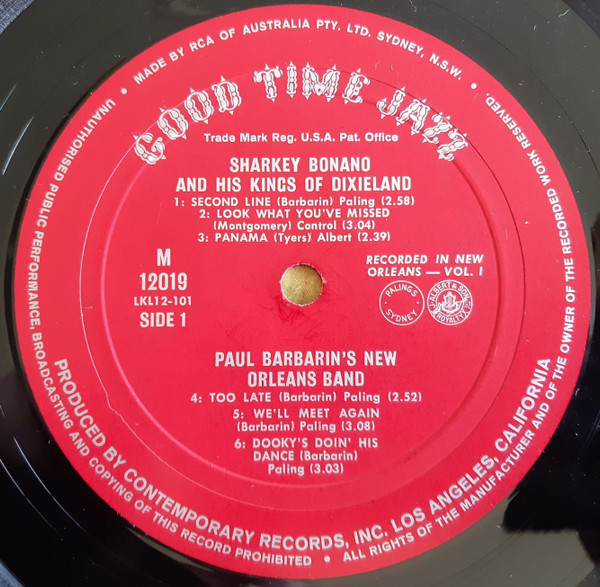 • MADE BY RCA OF AUSTRALIA PTY. LTD. SYDNEY, N.S.W. •
GOOD TIME JAZZ
Trade Mark Reg. U.S.A. Pat. Office
SHARKEY BONANO
AND HIS KINGS OF DIXIELAND
1: SECOND LINE (Barbarin) Paling (2.58)
2: LOOK WHAT YOU'VE MISSED
(Montgomery) Control (3.04)
3: PANAMA (Tyers) Albert (2.39)
M
12019
LKL12-101
SIDE 1
RECORDED IN NEW
ORLEANS — VOL. I
PALINGS
SYDNEY
J. ALBERT & SON
ROYALTY
PAUL BARBARIN'S NEW
ORLEANS BAND
4: TOO LATE (Barbarin) Paling (2.52)
5: WE'LL MEET AGAIN
(Barbarin) Paling (3.08)
6: DOOKY'S DOIN' HIS
DANCE (Barbarin)
Paling (3.03)
PRODUCED BY CONTEMPORARY RECORDS, INC. LOS ANGELES, CALIFORNIA
UNAUTHORISED PUBLIC PERFORMANCE, BROADCASTING AND COPYING OF THIS RECORD PROHIBITED • ALL RIGHTS OF THE MANUFACTURER AND OF THE OWNER OF THE RECORDED WORK RESERVED.